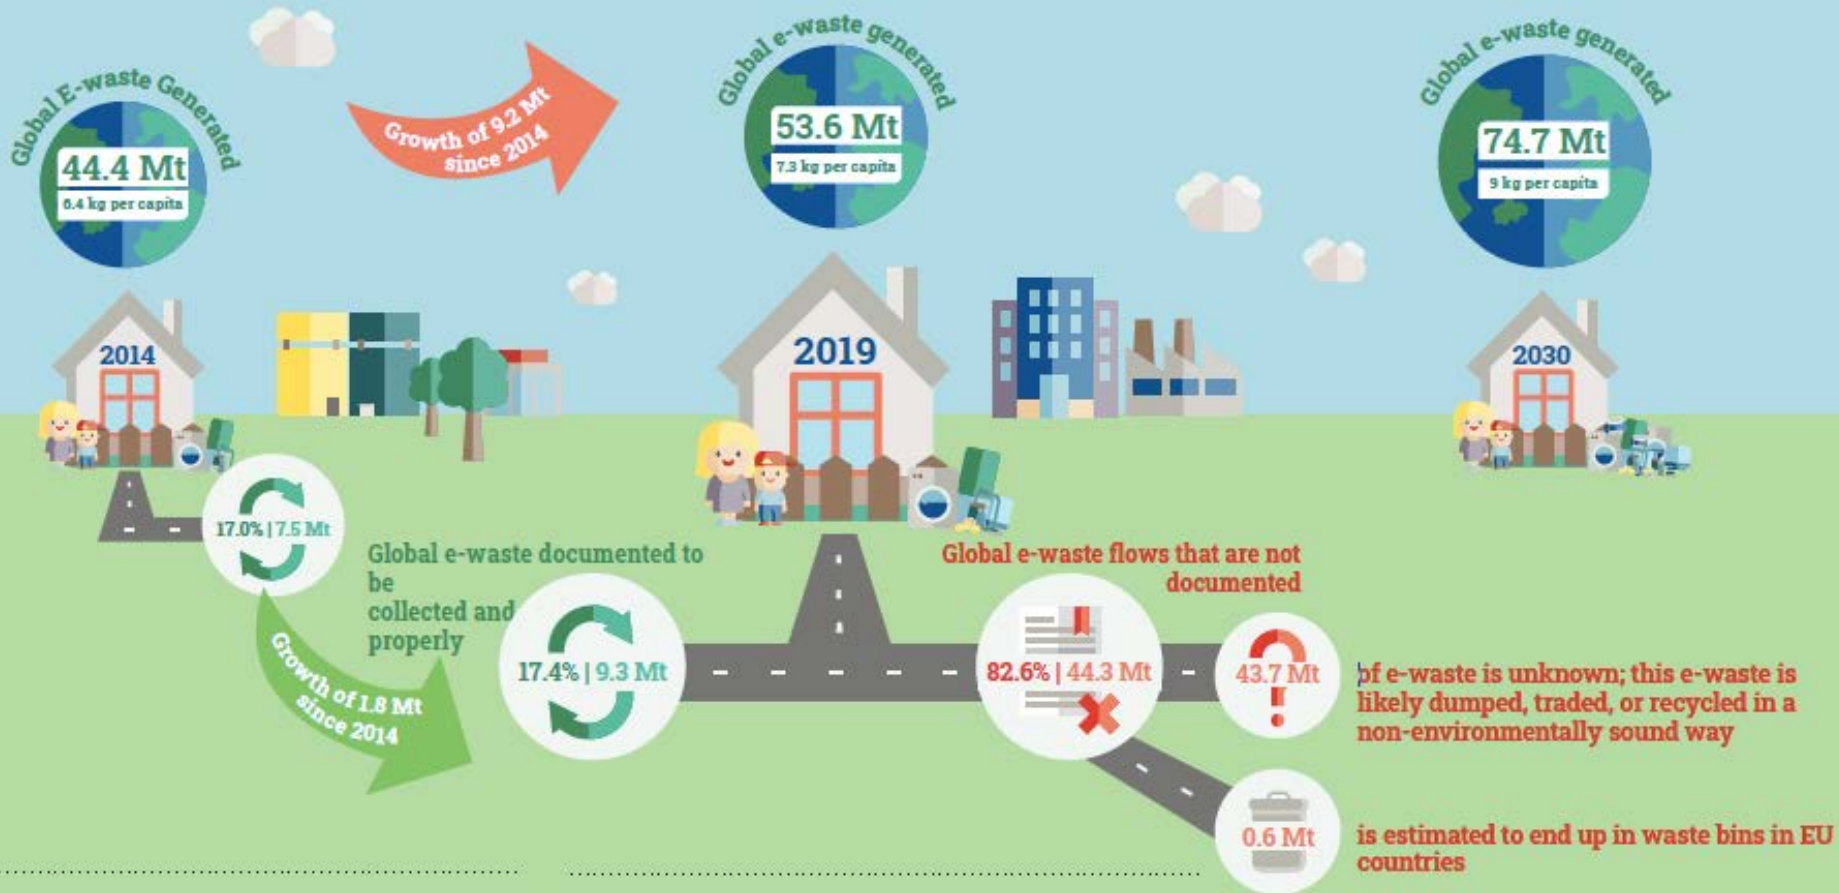 Global E-waste Generated
44.4 Mt
6.4 kg per capita
Growth of 9.2 Mt
since 2014
Global e-waste generated
53.6 Mt
7.3 kg per capita
Global e-waste generated
74.7 Mt
9 kg per capita
2014
2019
2030
17.0% | 7.5 Mt
Growth of 1.8 Mt
since 2014
Global e-waste documented to
be
collected and
properly
17.4% | 9.3 Mt
Global e-waste flows that are not
documented
82.6% | 44.3 Mt
43.7 Mt
of e-waste is unknown; this e-waste is
likely dumped, traded, or recycled in a
non-environmentally sound way
0.6 Mt
is estimated to end up in waste bins in EU
countries